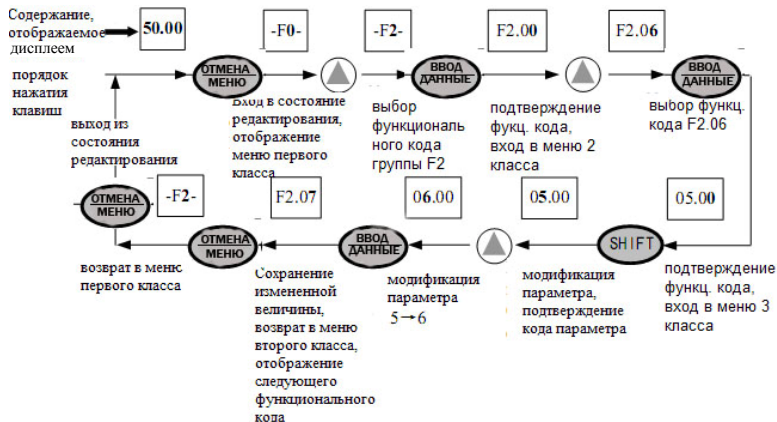 Содержание,
отображаемое
дисплеем
50.00
-F0-
-F2-
F2.00
F2.06
порядок
нажатия
клавиш
ОТМЕНА
МЕНЮ
ВВОД
ДАННЫЕ
ВВОД
ДАННЫЕ
Вход в состояние
редактирования,
отображение
меню первого
класса
выбор
функциональ
ного кода
группы F2
подтверждение
фукц. кода,
вход в меню 2
класса
выбор функц.
кода F2.06
выход из
состояния
редактирования
-F2-
F2.07
06.00
05.00
05.00
ОТМЕНА
МЕНЮ
ОТМЕНА
МЕНЮ
ВВОД
ДАННЫЕ
SHIFT
возврат в меню
первого класса
Сохранение
измененной
величины,
возврат в меню
второго класса,
отображение
следующего
функционального
кода
модификация
параметра
5→6
модификация
параметра,
подтверждение
кода параметра
подтверждение
функц. кода,
вход в меню 3
класса